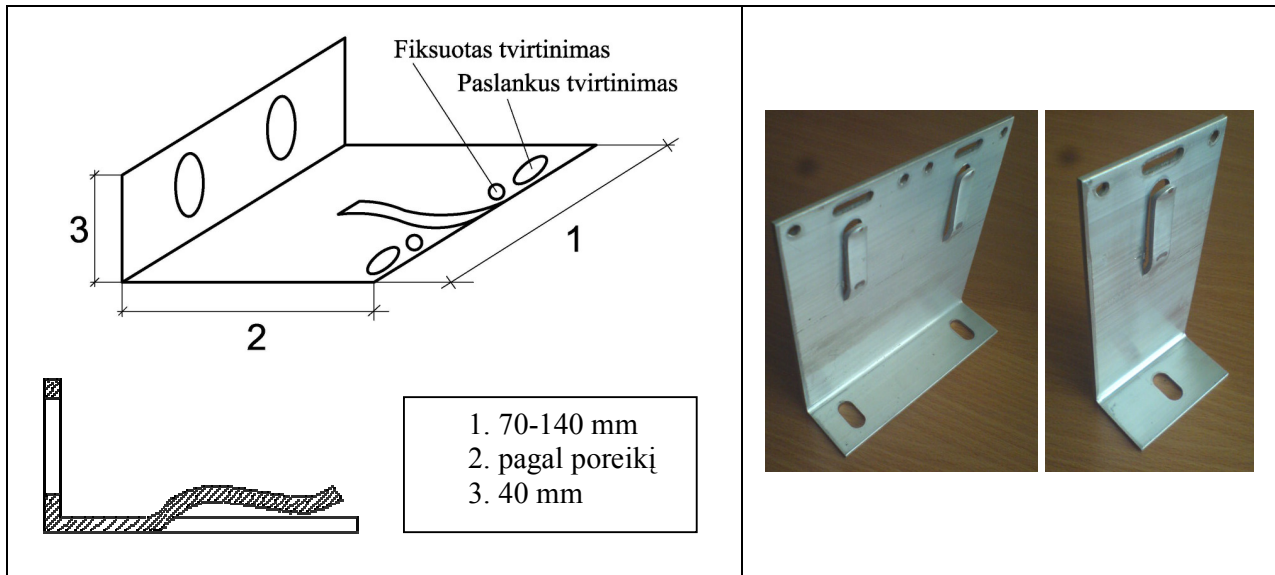 Fiksuotas tvirtinimas
Paslankus tvirtinimas
3
1
2
1. 70-140 mm
2. pagal poreikį
3. 40 mm